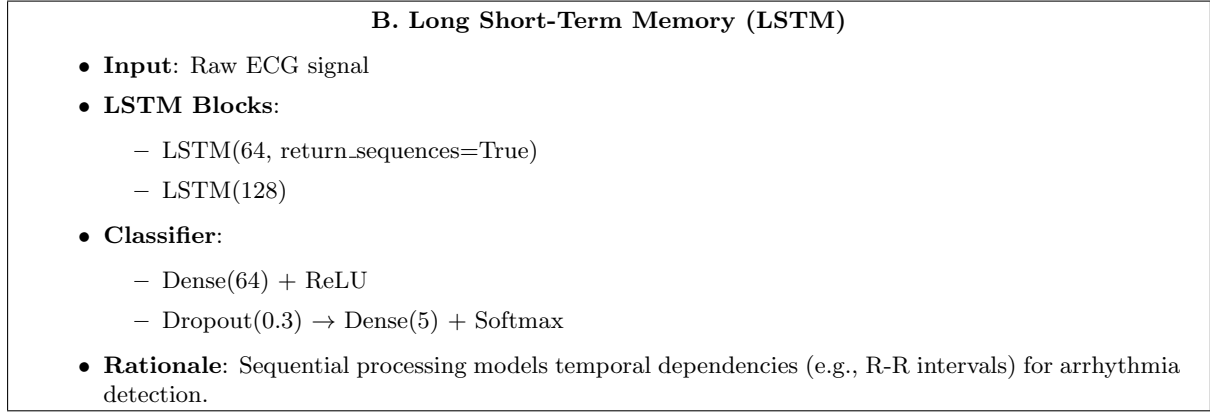 B. Long Short-Term Memory (LSTM)
• Input: Raw ECG signal
• LSTM Blocks:
– LSTM(64, return_sequences=True)
– LSTM(128)
• Classifier:
– Dense(64) + ReLU
– Dropout(0.3) → Dense(5) + Softmax
• Rationale: Sequential processing models temporal dependencies (e.g., R-R intervals) for arrhythmia
detection.